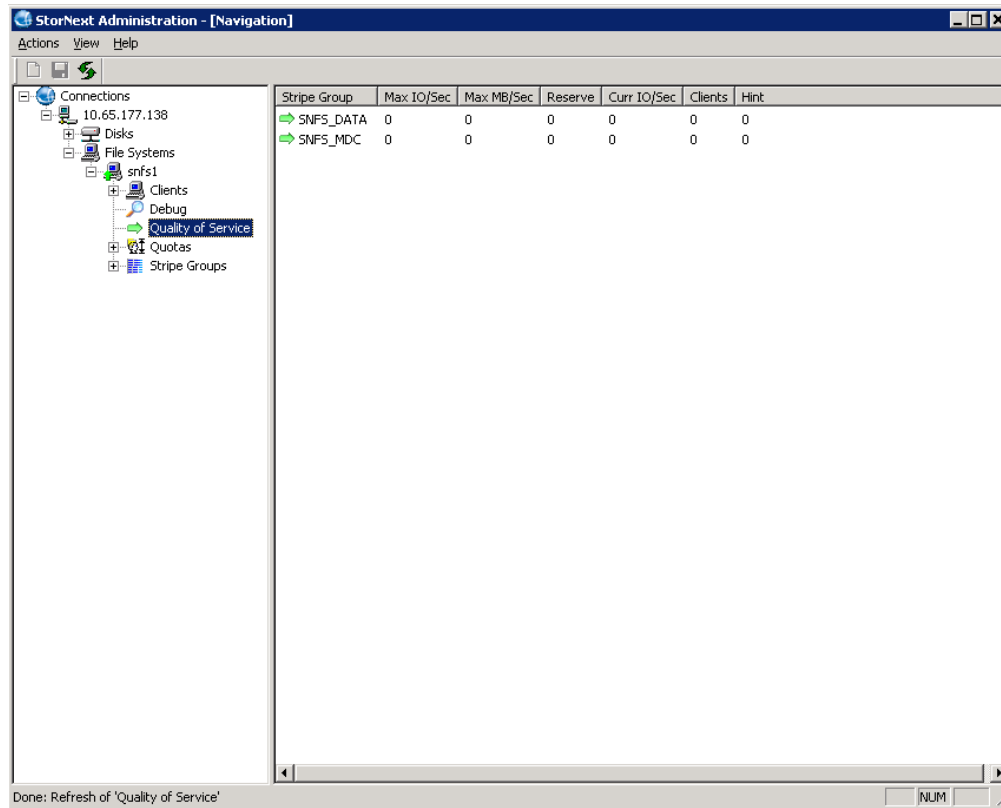 StorNext Administration - [Navigation]
Actions View Help
Connections
10.65.177.138
Disks
File Systems
snfs1
Clients
Debug
Quality of Service
Quotas
Stripe Groups
Stripe Group Max IO/Sec Max MB/Sec Reserve Curr IO/Sec Clients Hint
SNFS_DATA 0 0 0 0 0 0
SNFS_MDC 0 0 0 0 0 0
Done: Refresh of 'Quality of Service'
NUM